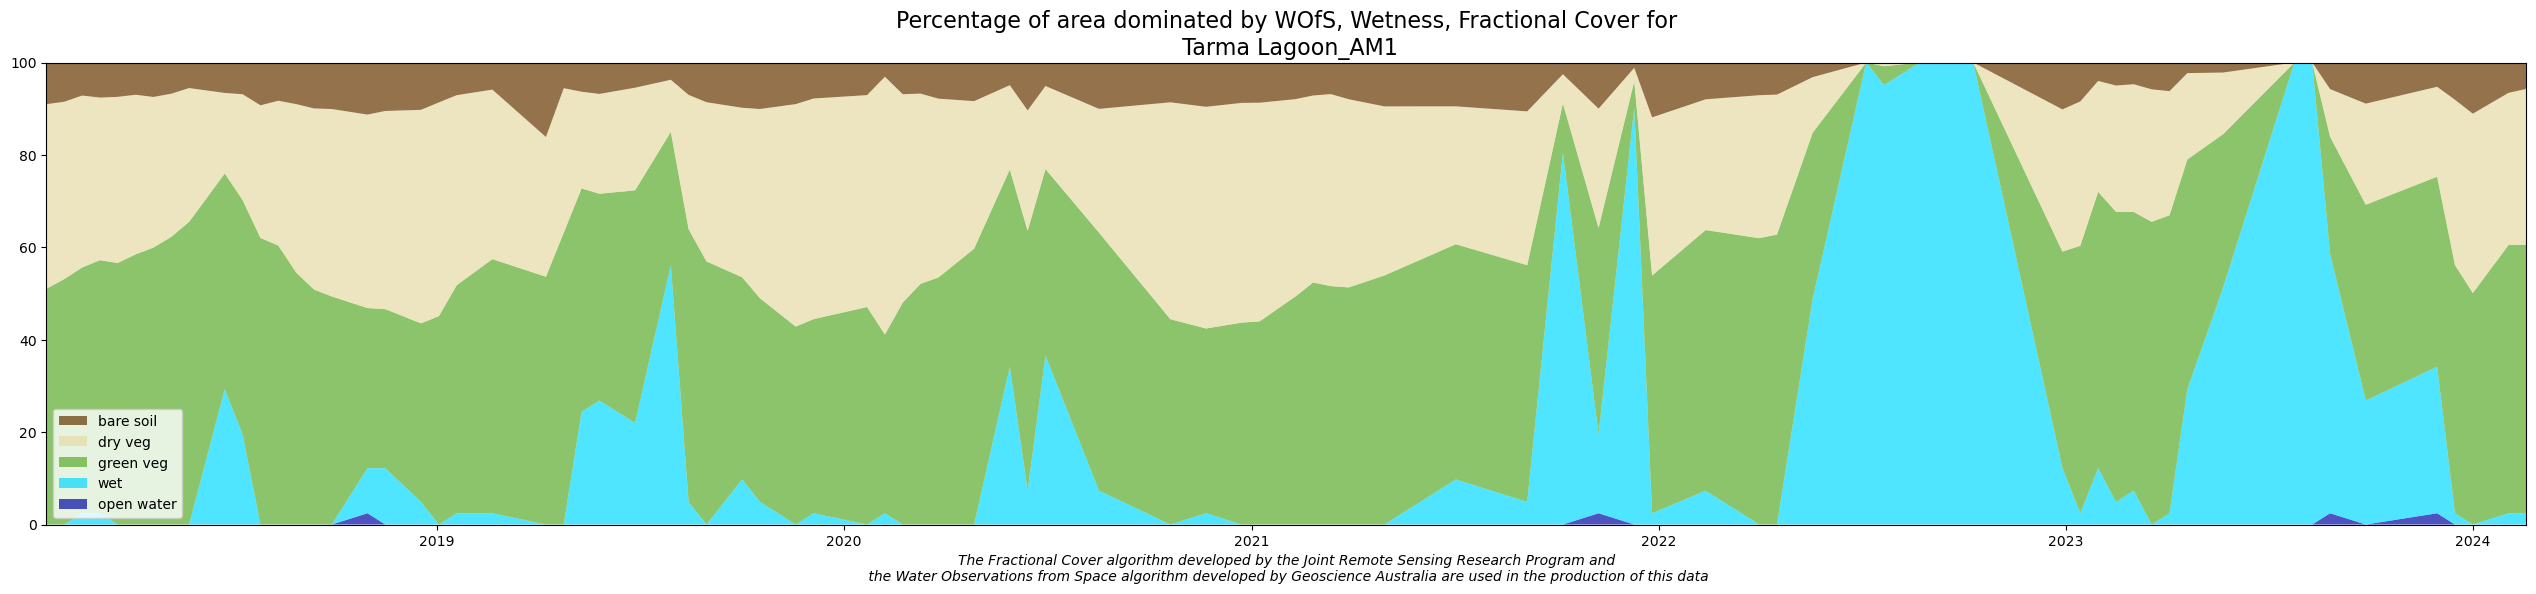 Percentage of area dominated by WOfS, Wetness, Fractional Cover for
Tarma Lagoon_AM1
100
80
60
40
20
0
bare soil
dry veg
green veg
wet
open water
2019 2020 2021 2022 2023 2024
The Fractional Cover algorithm developed by the Joint Remote Sensing Research Program and
the Water Observations from Space algorithm developed by Geoscience Australia are used in the production of this data